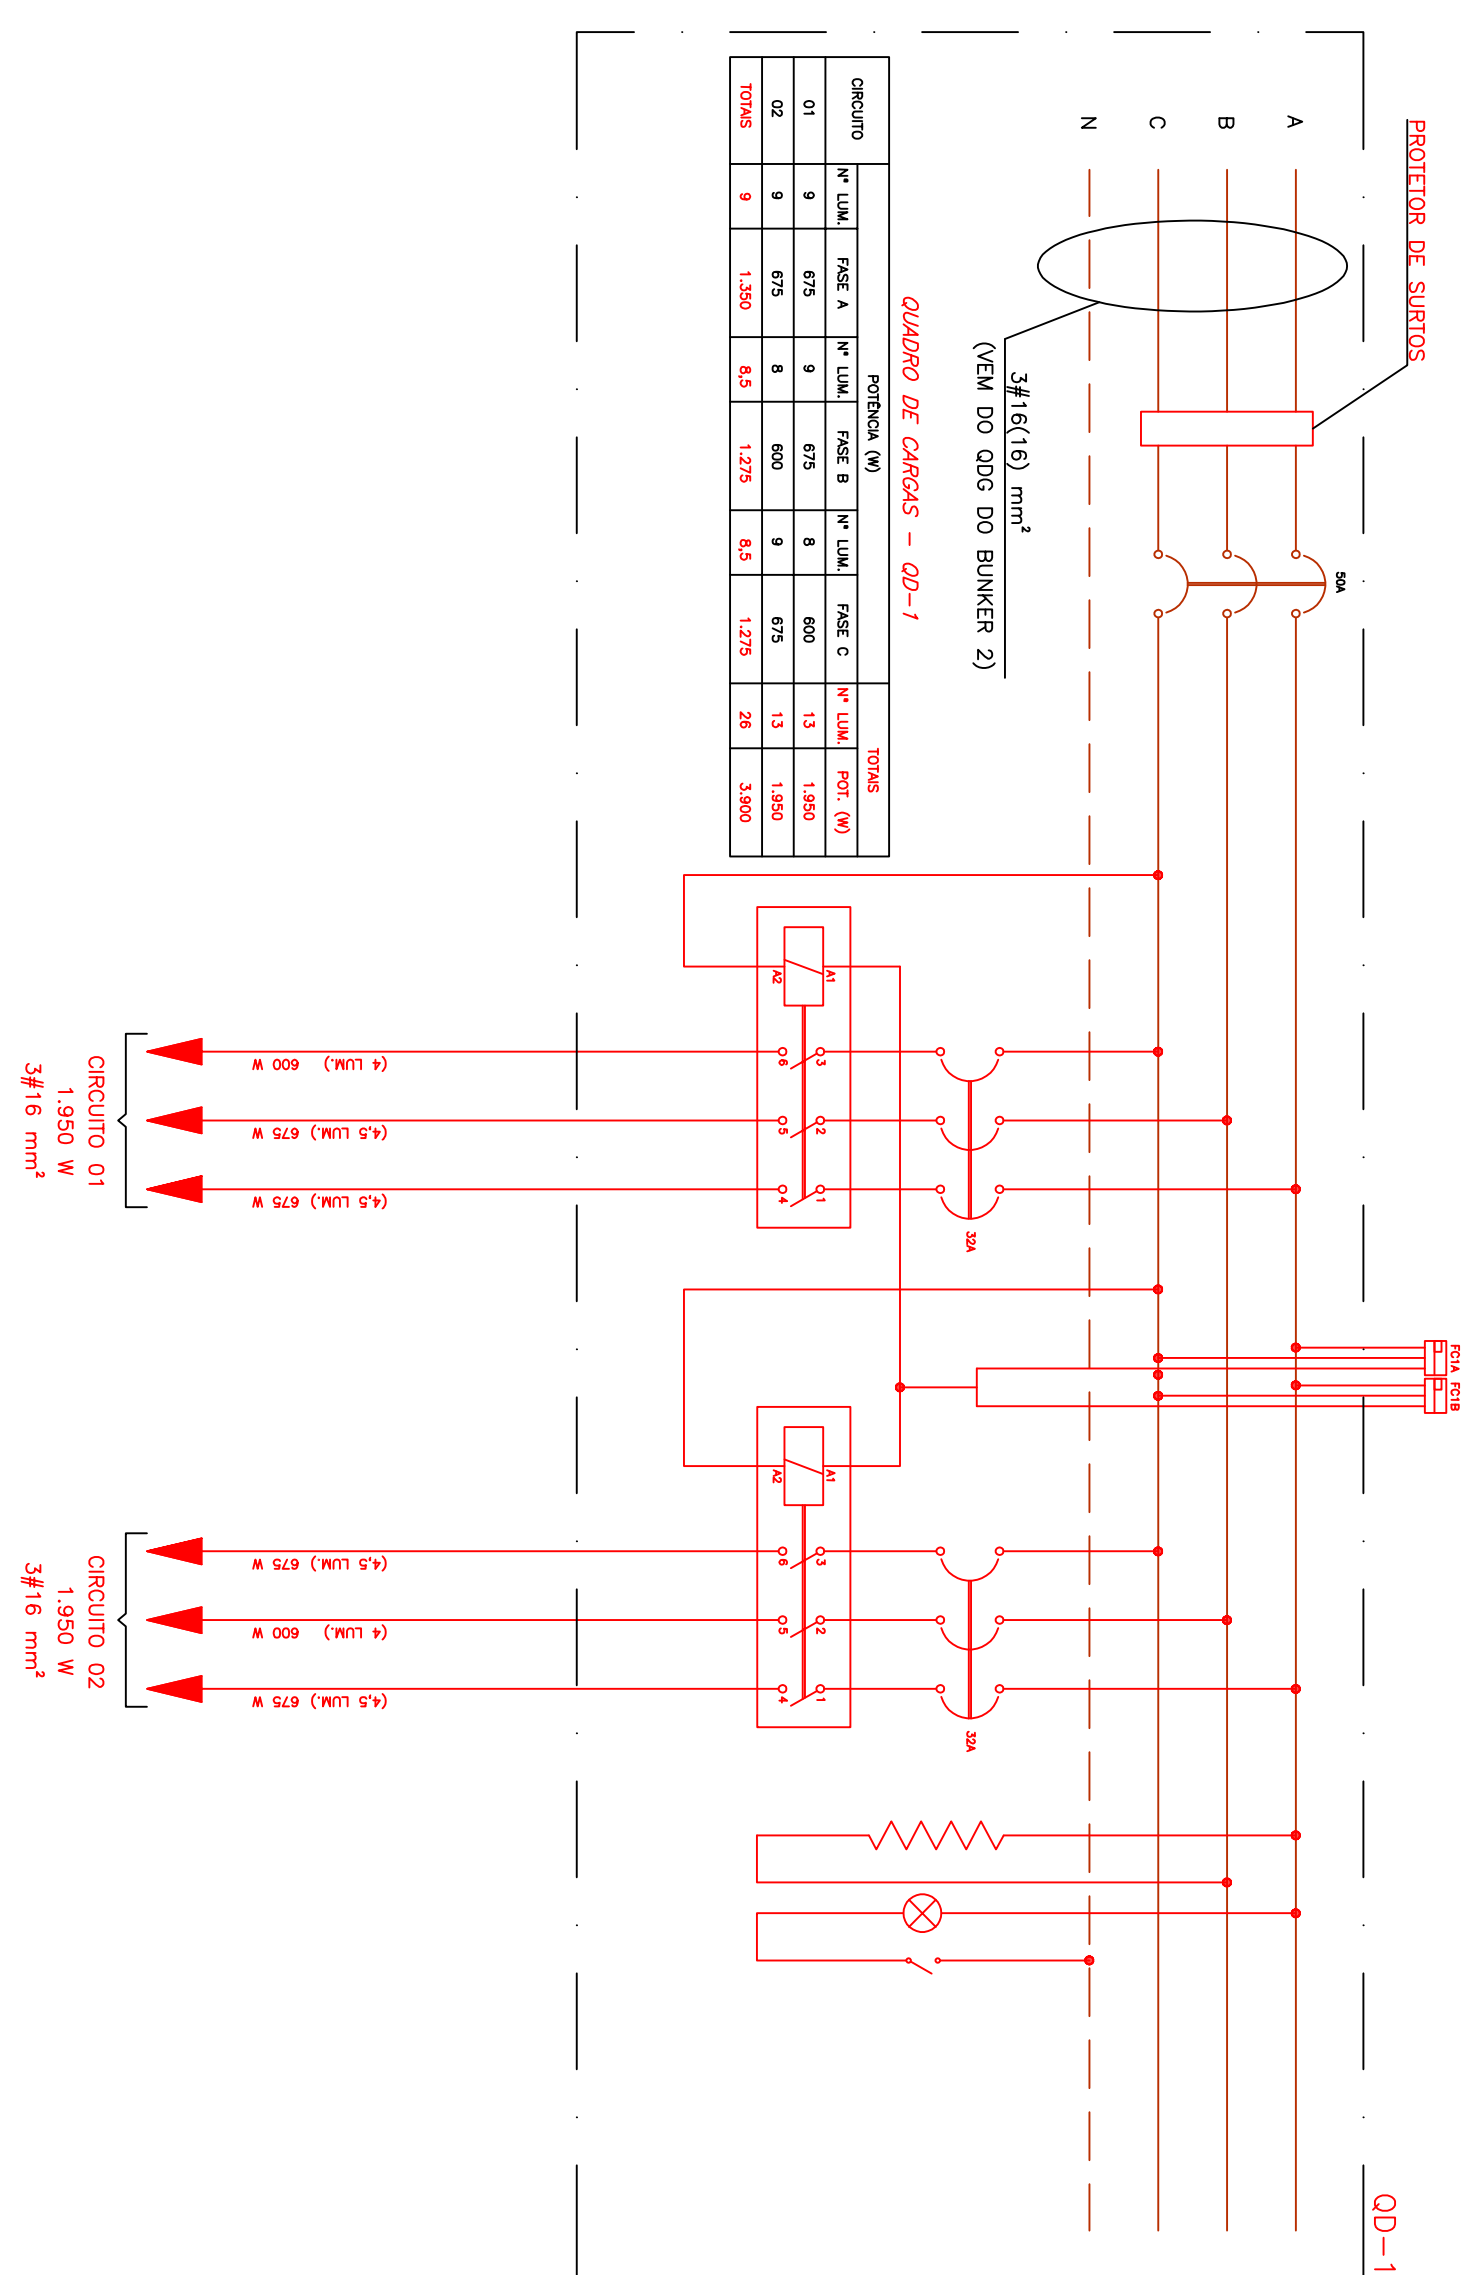 PROTETOR DE SURTOS
A
B
C
N
50A
3#16(16) mm²
(VEM DO QDG DO BUNKER 2)
QUADRO DE CARGAS - QD-1
CIRCUITO
POTÊNCIA (W)
TOTAIS
N° LUM. FASE A N° LUM. FASE B N° LUM. FASE C N° LUM. POT. (W)
01 9 675 9 675 8 600 13 1.950
02 9 675 8 600 9 675 13 1.950
TOTAIS 9 1.350 8,5 1.275 8,5 1.275 26 3.900
FC1A
FC1B
32A
A1
A2
3
6
2
5
1
4
(4 LUM.) 600 W
(4,5 LUM.) 675 W
(4,5 LUM.) 675 W
CIRCUITO 01
1.950 W
3#16 mm²
32A
A1
A2
3
6
2
5
1
4
(4,5 LUM.) 675 W
(4 LUM.) 600 W
(4,5 LUM.) 675 W
CIRCUITO 02
1.950 W
3#16 mm²
QD-1